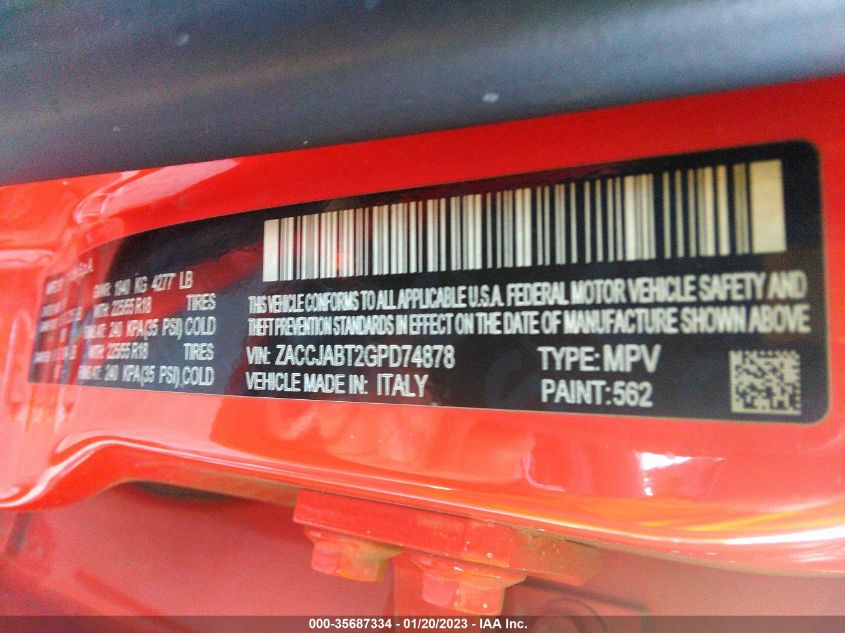 GVWR: 1940 KG 4277 LB
WITH: 225/55 R18 TIRES
240 KPA(35 PSI) COLD
WITH: 225/55 R18 TIRES
240 KPA(35 PSI) COLD
THIS VEHICLE CONFORMS TO ALL APPLICABLE U.S.A. FEDERAL MOTOR VEHICLE SAFETY AND
THEFT PREVENTION STANDARDS IN EFFECT ON THE DATE OF MANUFACTURE SHOWN ABOVE
VIN: ZACCJABT2GPD74878 TYPE: MPV
VEHICLE MADE IN: ITALY PAINT: 562
000-35687334 - 01/20/2023 - IAA Inc.